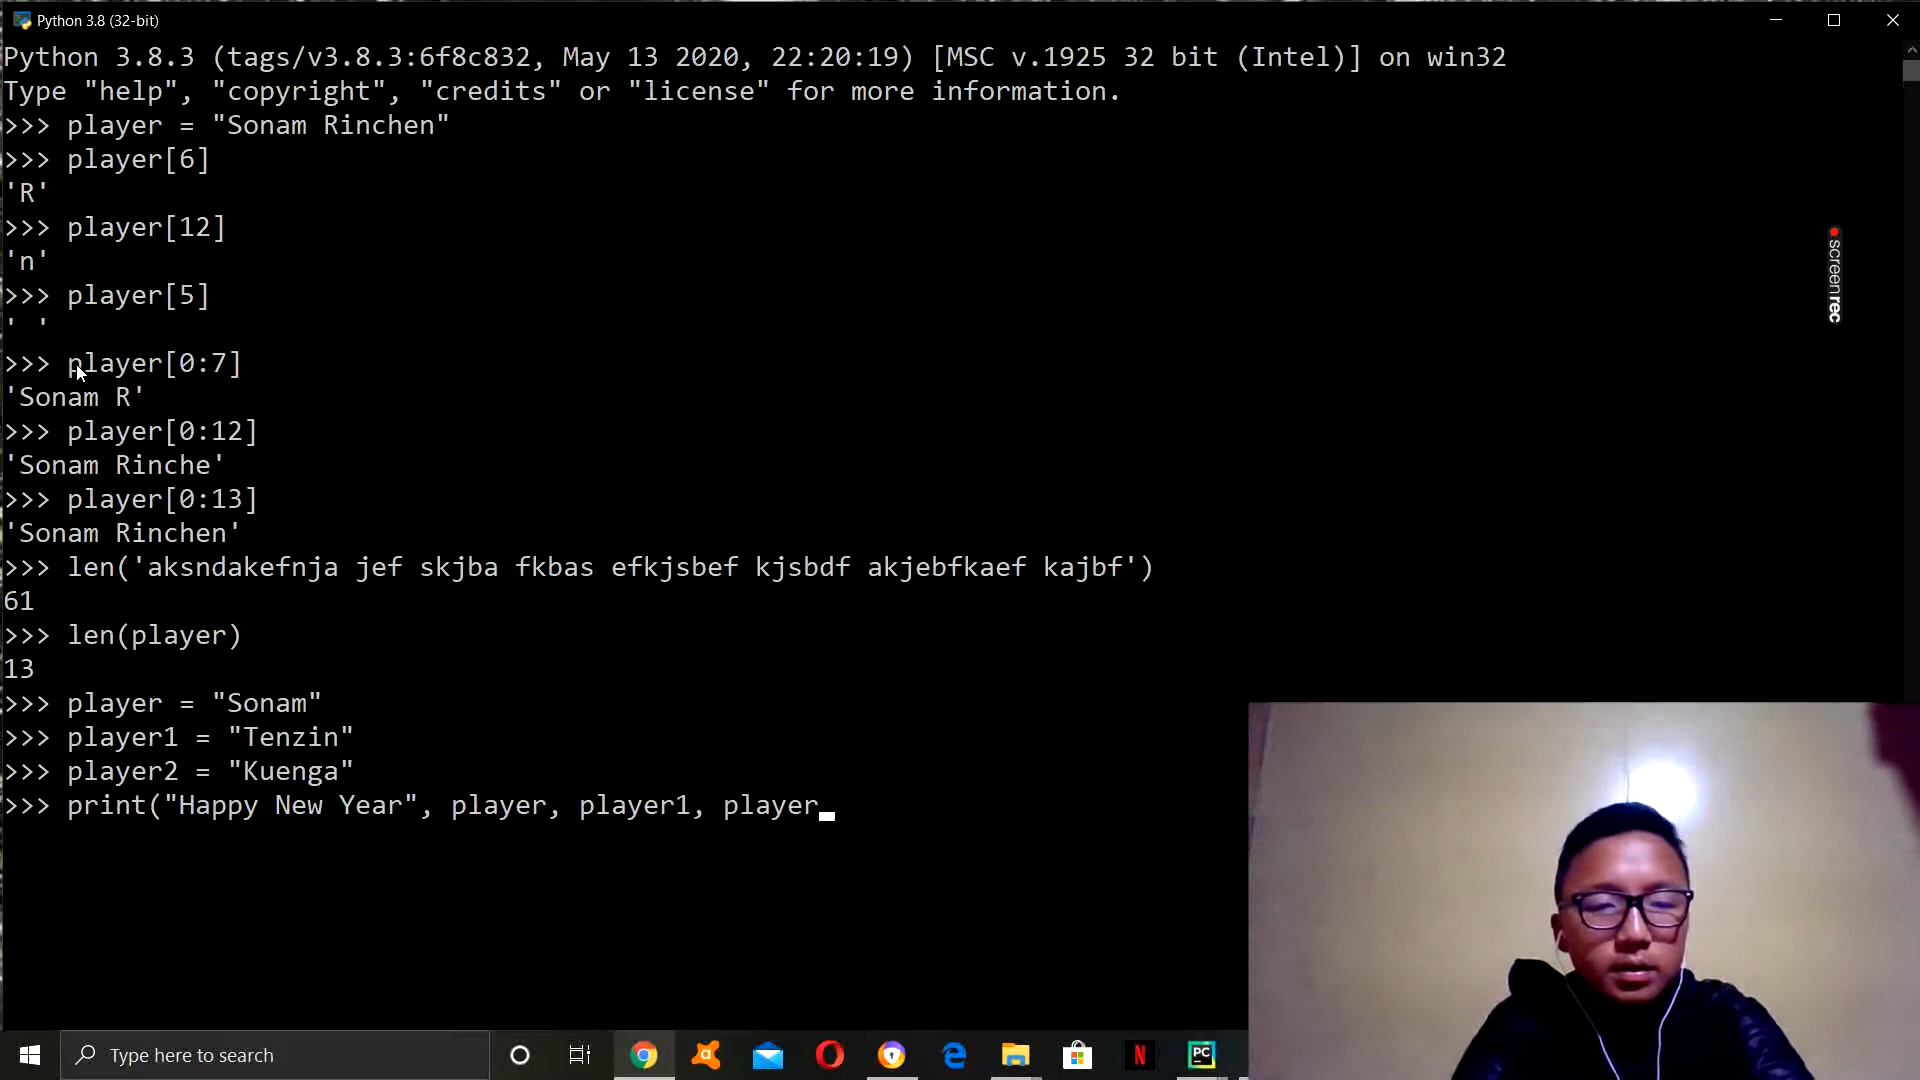 Python 3.8 (32-bit)
Python 3.8.3 (tags/v3.8.3:6f8c832, May 13 2020, 22:20:19) [MSC v.1925 32 bit (Intel)] on win32
Type "help", "copyright", "credits" or "license" for more information.
>>> player = "Sonam Rinchen"
>>> player[6]
'R'
>>> player[12]
'n'
>>> player[5]
' '
>>> player[0:7]
'Sonam R'
>>> player[0:12]
'Sonam Rinche'
>>> player[0:13]
'Sonam Rinchen'
>>> len('aksndakefnja jef skjba fkbas efkjsbef kjsbdf akjebfkaef kajbf')
61
>>> len(player)
13
>>> player = "Sonam"
>>> player1 = "Tenzin"
>>> player2 = "Kuenga"
>>> print("Happy New Year", player, player1, player
screenrec
Type here to search
a
N
PC